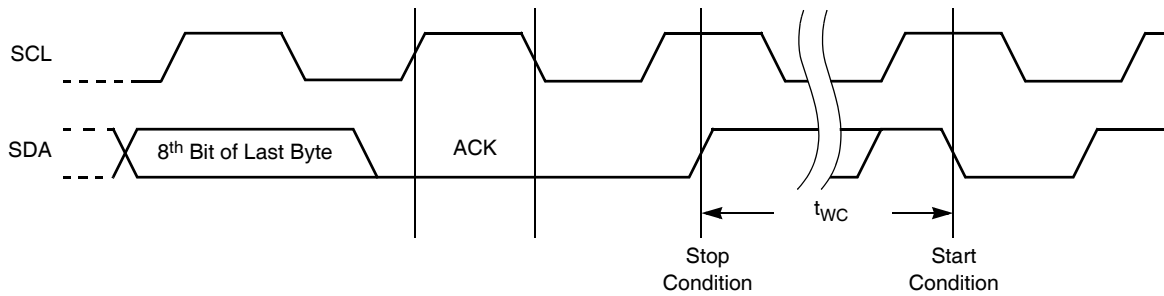 SCL
SDA
8th Bit of Last Byte
ACK
tWC
Stop
Condition
Start
Condition